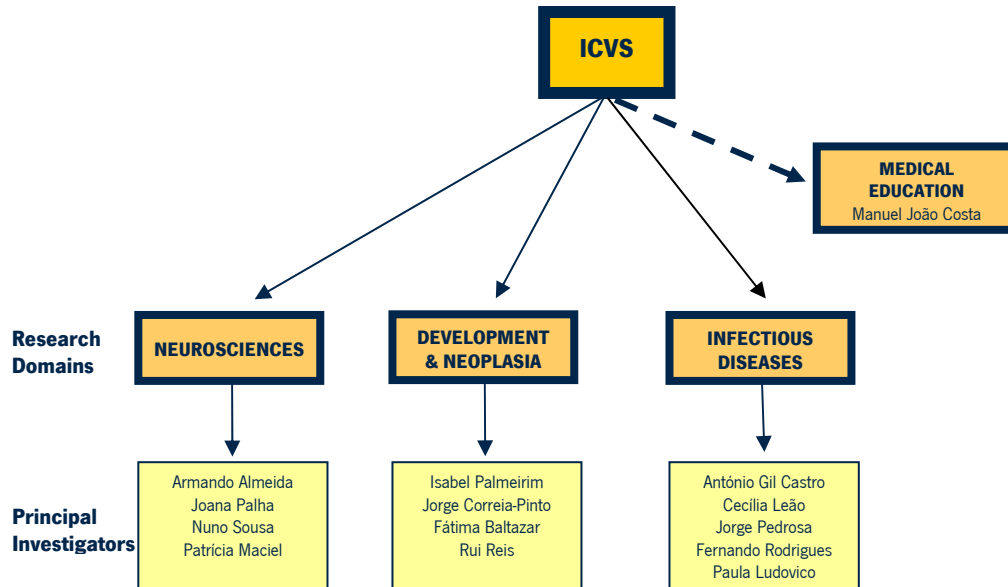 ICVS
MEDICAL
EDUCATION
Manuel João Costa
Research
Domains
NEUROSCIENCES
DEVELOPMENT
& NEOPLASIA
INFECTIOUS
DISEASES
Principal
Investigators
Armando Almeida
Joana Palha
Nuno Sousa
Patrícia Maciel
Isabel Palmeirim
Jorge Correia-Pinto
Fátima Baltazar
Rui Reis
António Gil Castro
Cecília Leão
Jorge Pedrosa
Fernando Rodrigues
Paula Ludovico